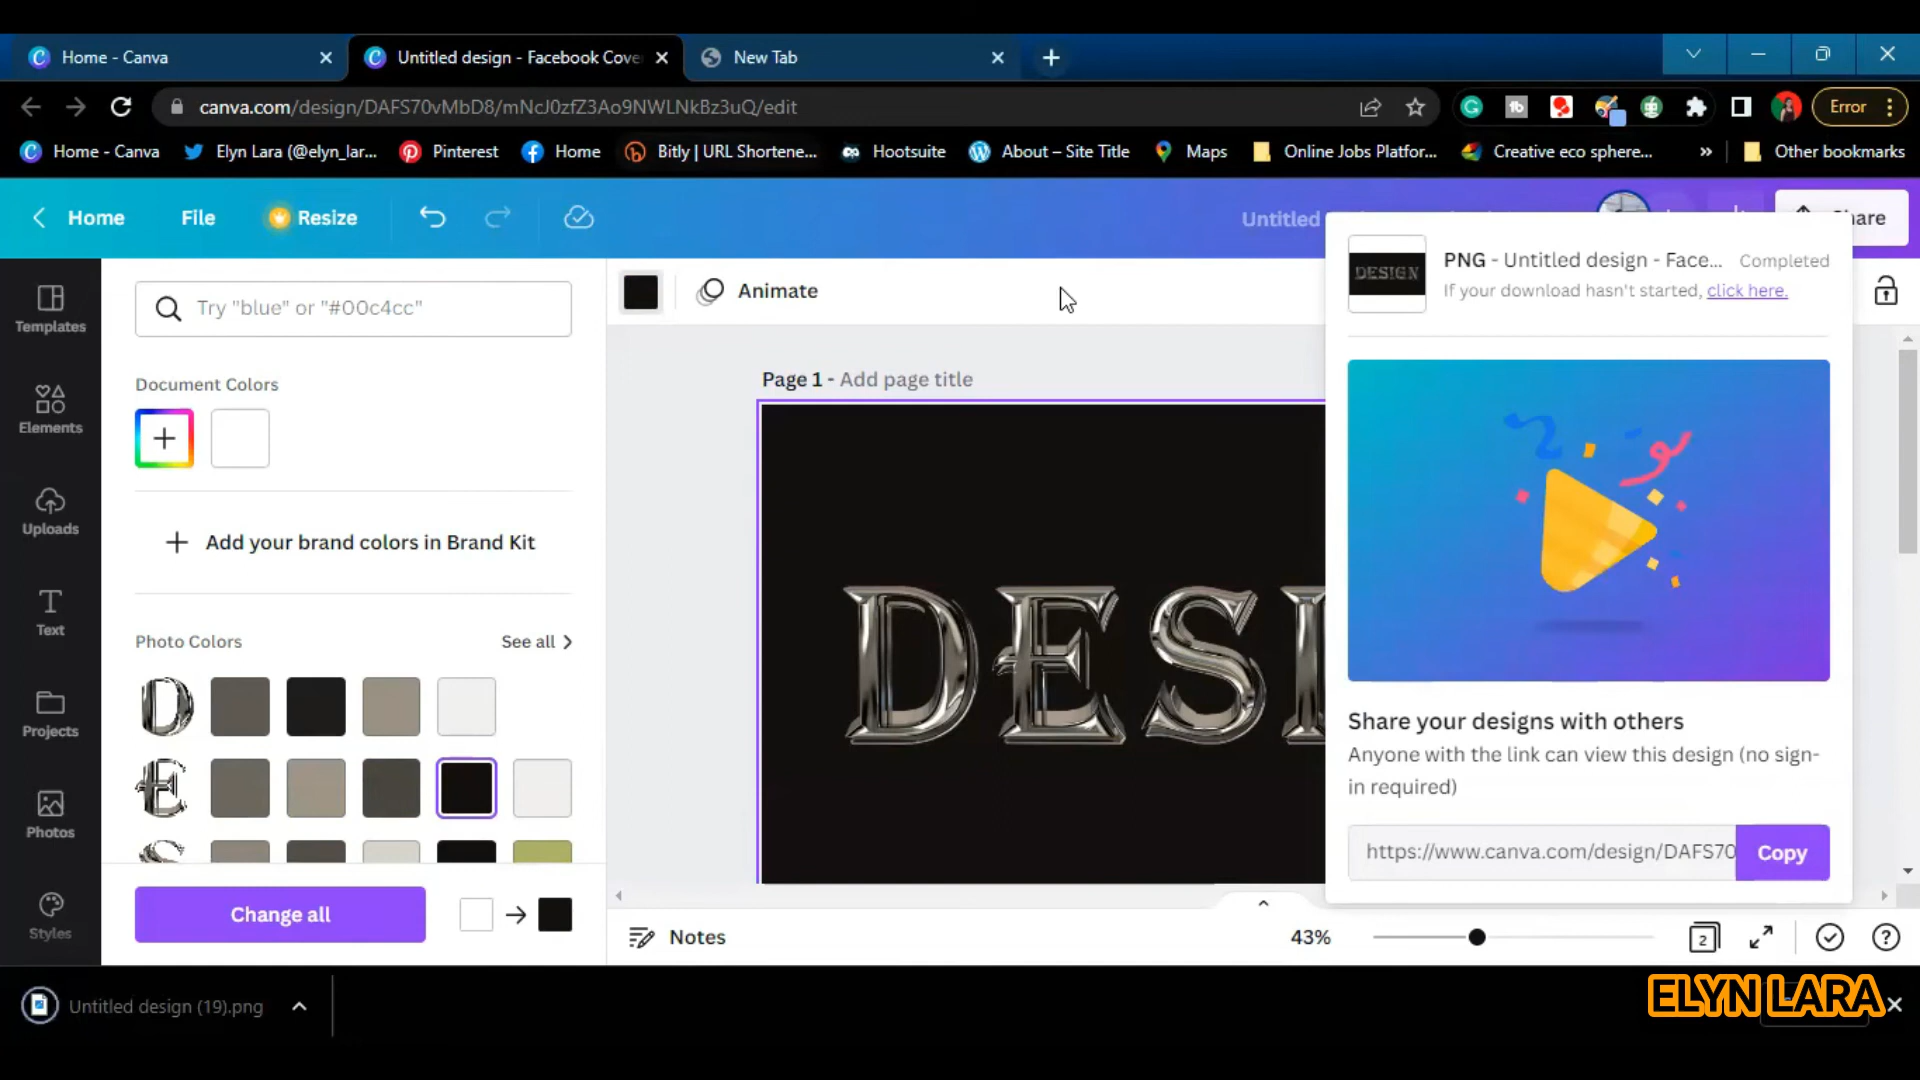 Home - Canva
Untitled design - Facebook Cove
New Tab
canva.com/design/DAFS70vMbD8/mNcJ0zfZ3Ao9NWLNkBz3uQ/edit
Error
Home - Canva
Elyn Lara (@elyn_lar...
Pinterest
Home
Bitly | URL Shortene...
Hootsuite
About – Site Title
Maps
Online Jobs Platfor...
Creative eco sphere...
Other bookmarks
Home
File
Resize
Untitled
hare
Templates
Elements
Uploads
Text
Projects
Photos
Styles
Try "blue" or "#00c4cc"
Document Colors
Add your brand colors in Brand Kit
Photo Colors
See all
D
E
S
Change all
Animate
Page 1 - Add page title
DESI
DESIGN
PNG - Untitled design - Face...
Completed
If your download hasn't started, click here.
Share your designs with others
Anyone with the link can view this design (no sign-
in required)
https://www.canva.com/design/DAFS70
Copy
Notes
43%
2
Untitled design (19).png
ELYN LARA